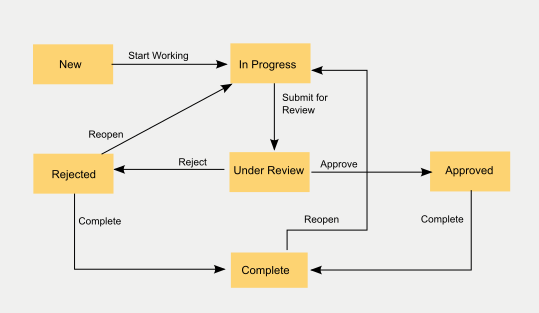 New
Start Working
In Progress
Submit for
Review
Reopen
Rejected
Reject
Under Review
Approve
Approved
Complete
Reopen
Complete
Complete